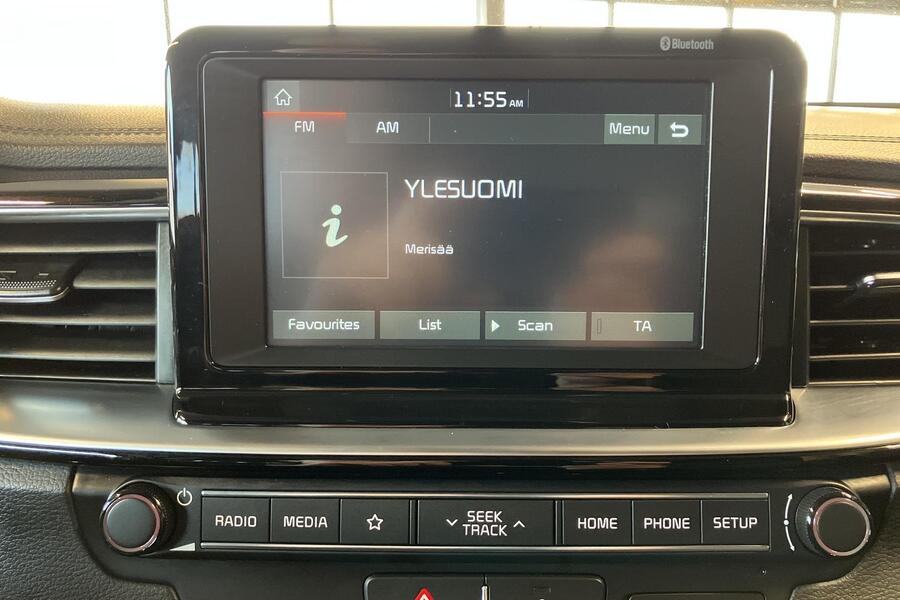 Bluetooth
11:55 AM
FM AM Menu
YLESUOMI
Merisää
Favourites List Scan TA
RADIO MEDIA SEEK TRACK HOME PHONE SETUP